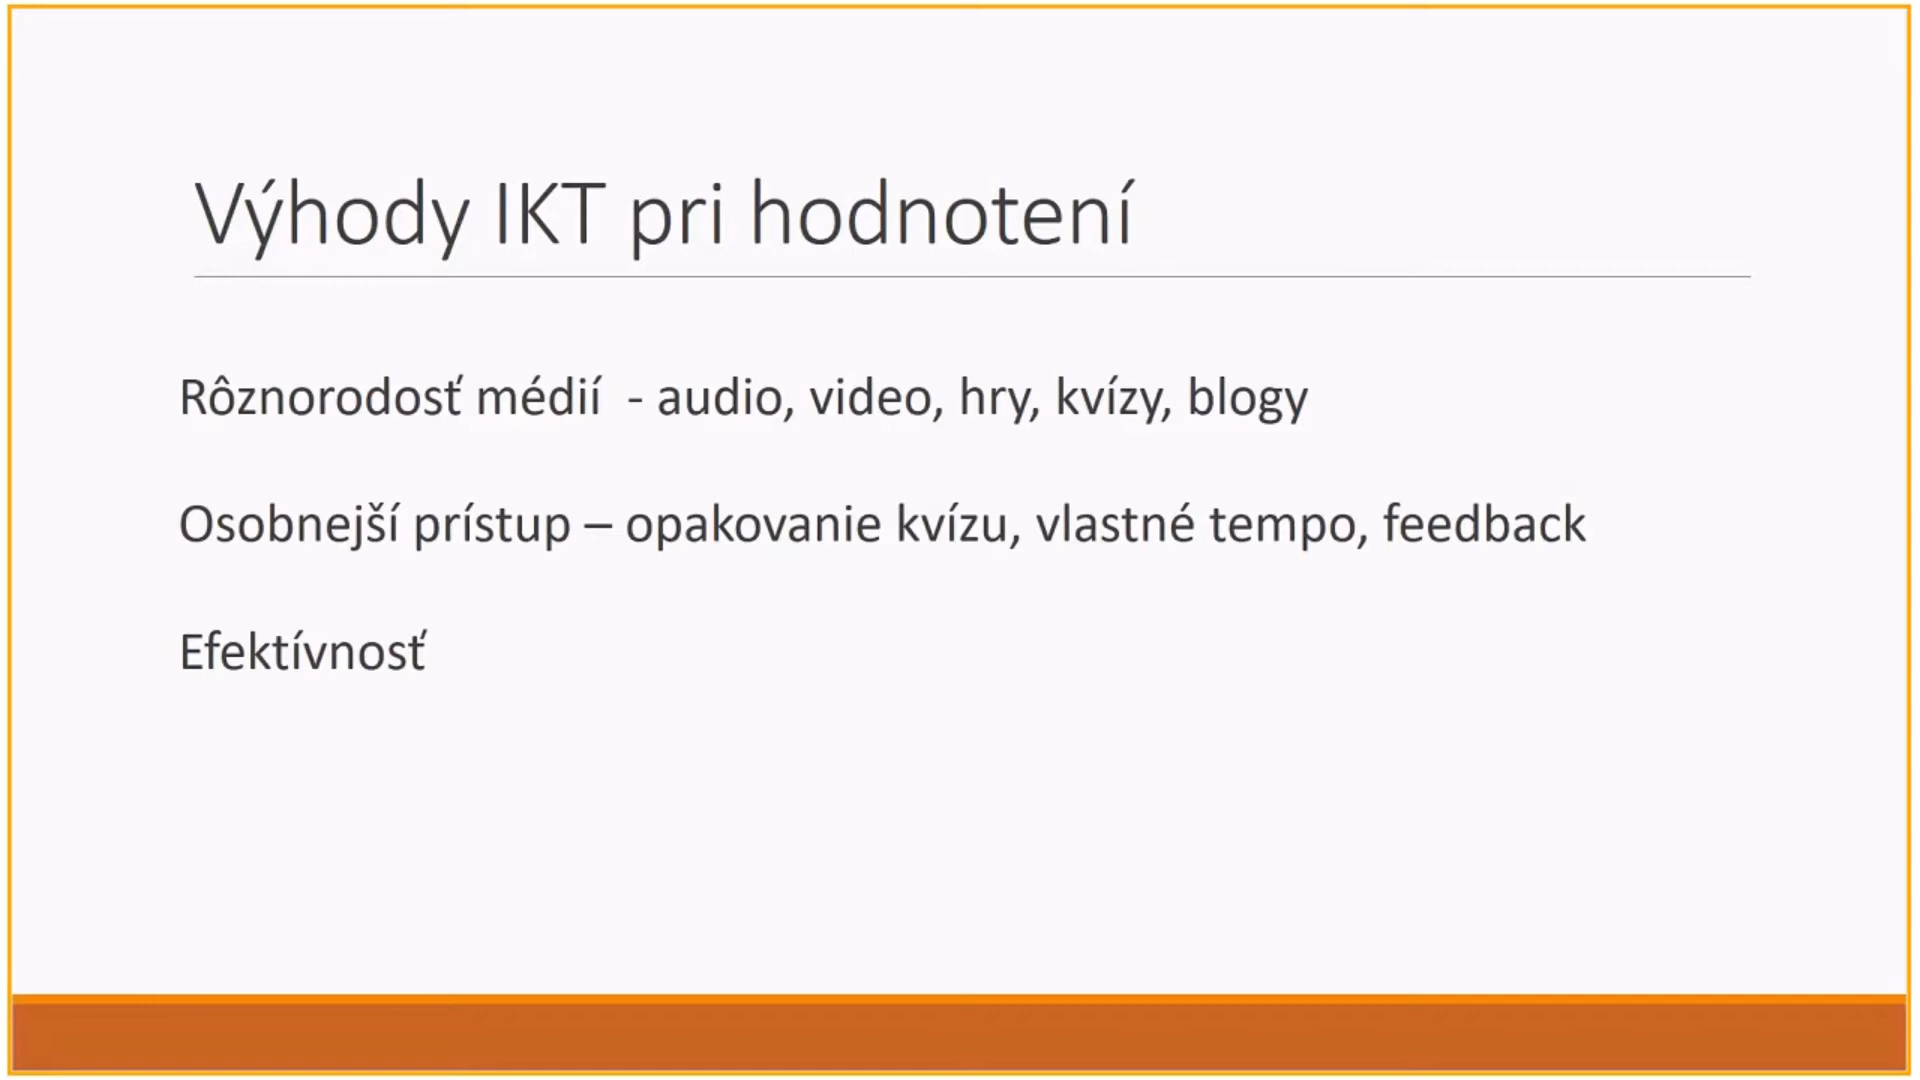 Výhody IKT pri hodnotení
Rôznorodosť médií  - audio, video, hry, kvízy, blogy
Osobnejší prístup – opakovanie kvízu, vlastné tempo, feedback
Efektívnosť